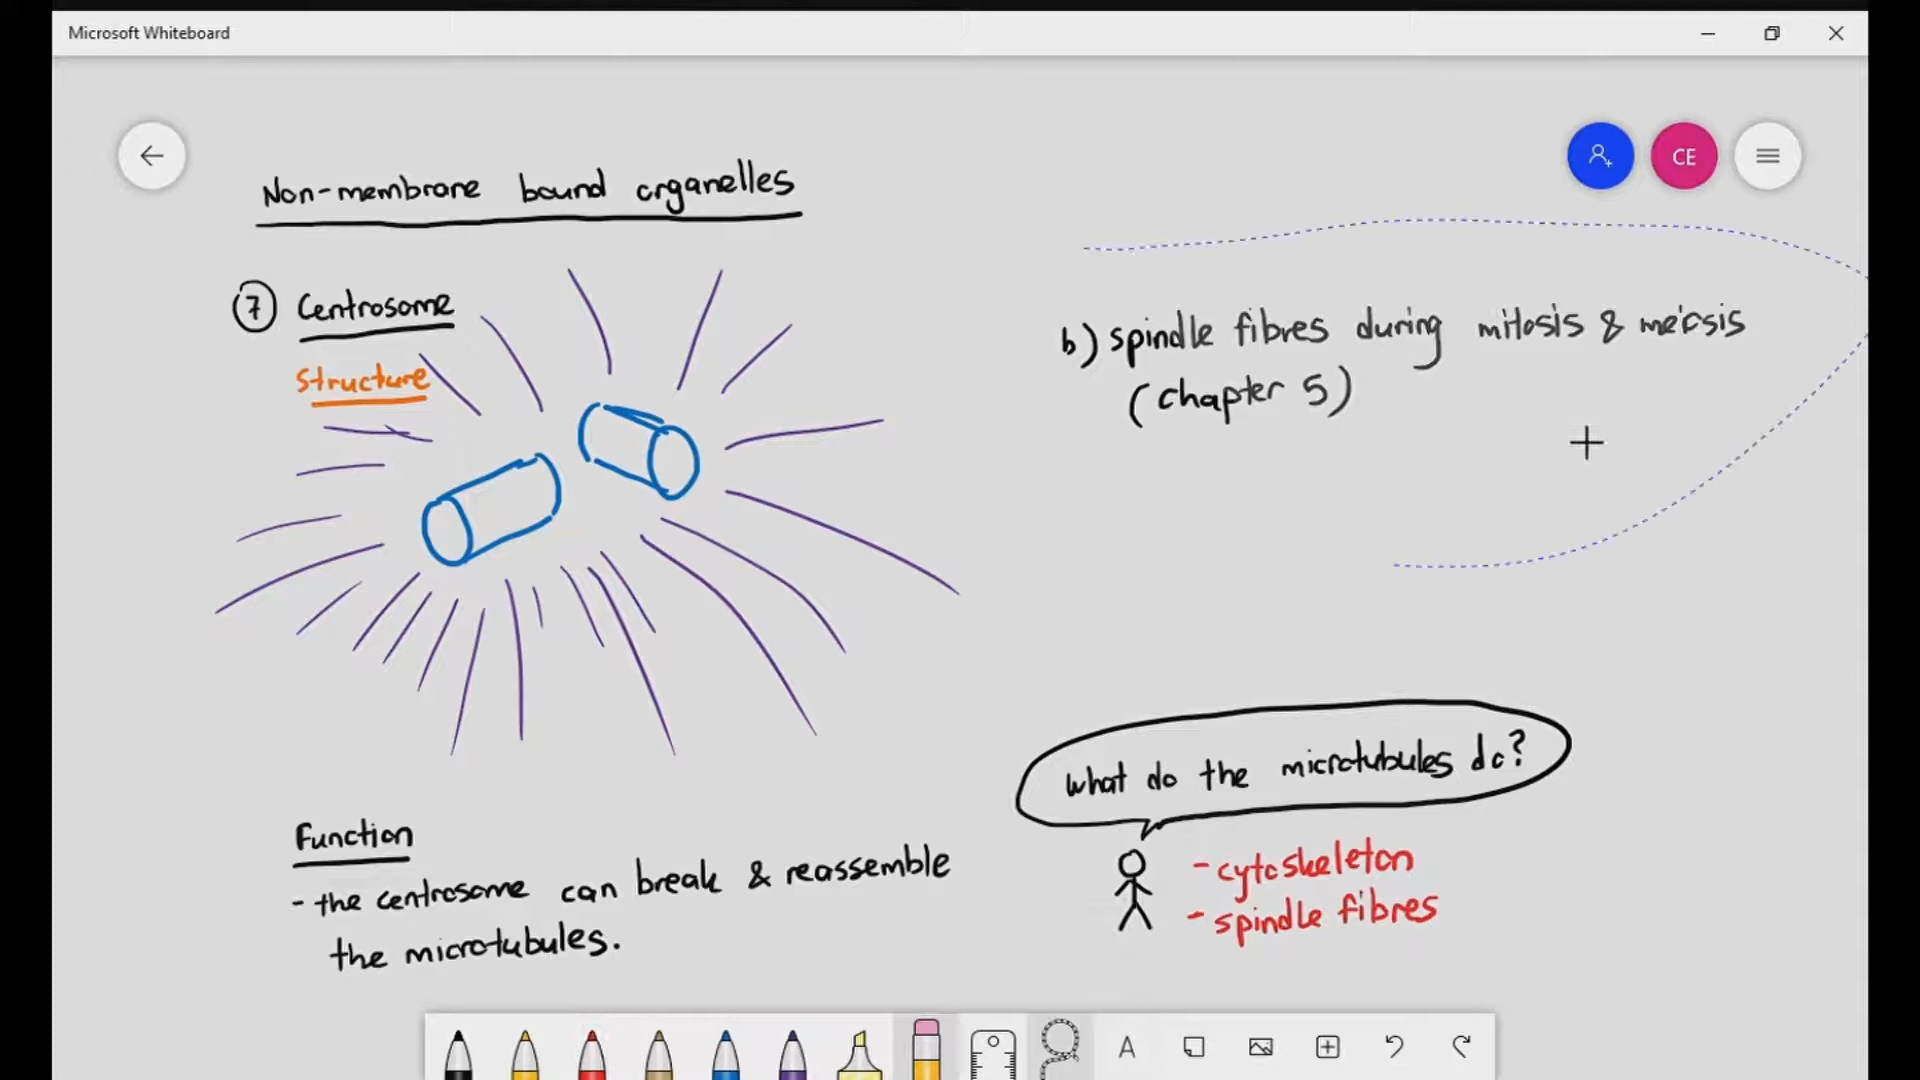 Microsoft Whiteboard
CE
Non-membrane bound organelles
7 Centrosome
Structure
b) spindle fibres during mitosis & meiosis
(chapter 5)
What do the microtubules do?
- cytoskeleton
- spindle fibres
Function
- the centrosome can break & reassemble
the microtubules.
A